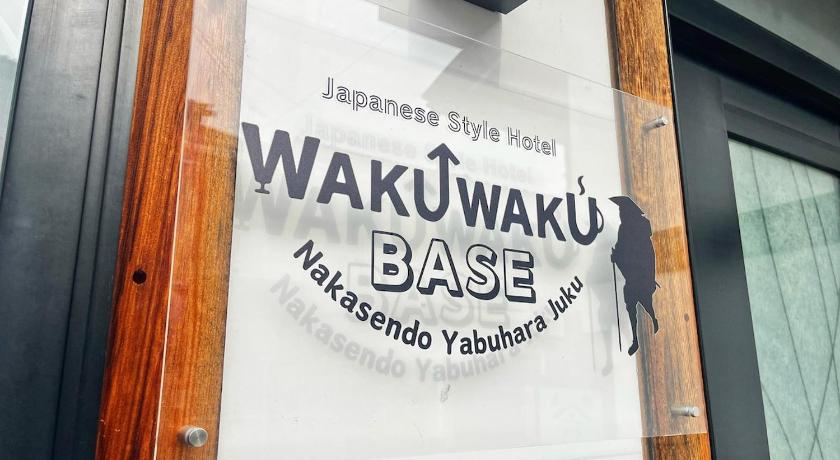 Japanese Style Hotel
WAKUWAKU
BASE
Nakasendo Yabuhara Juku